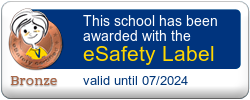 This school has been
awarded with the
eSafety Label
Bronze
valid until 07/2024